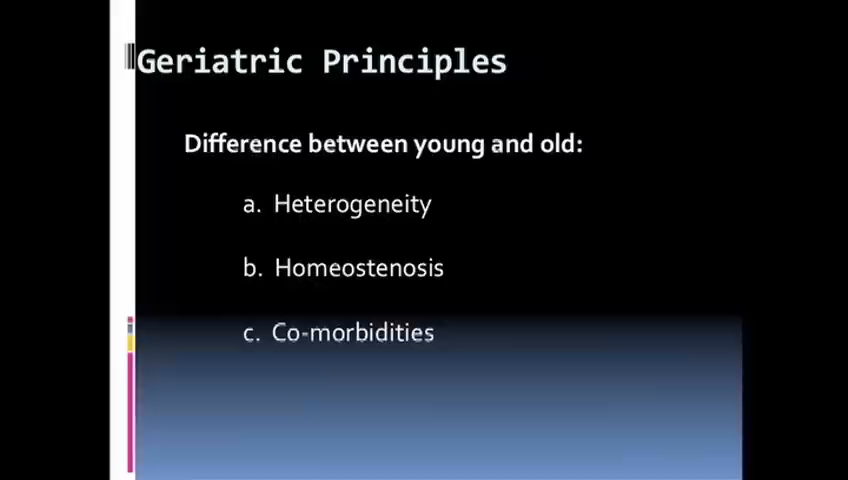 Geriatric Principles
Difference between young and old:
a. Heterogeneity
b. Homeostenosis
c. Co-morbidities